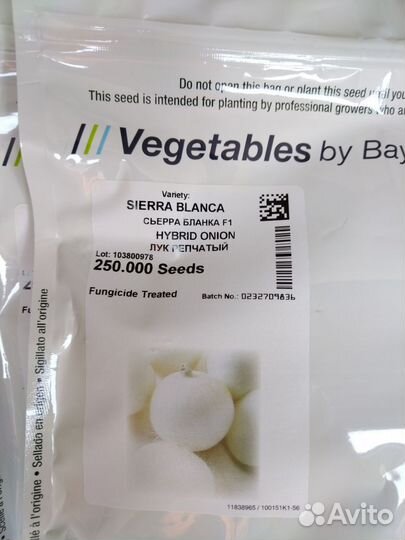 Do not open this bag or plant this seed until you
This seed is intended for planting by professional growers who a
/// Vegetables by Bay
Variety:
SIERRA BLANCA
СЬЕРРА БЛАНКА F1
HYBRID ONION
ЛУК РЕПЧАТЫЙ
Lot: 103800978
250.000 Seeds
Fungicide Treated
Batch No.: 0232709836
à l'origine • Sellado en origen • Sigillato all'origine
11838965 / 100151K1-56
Avito